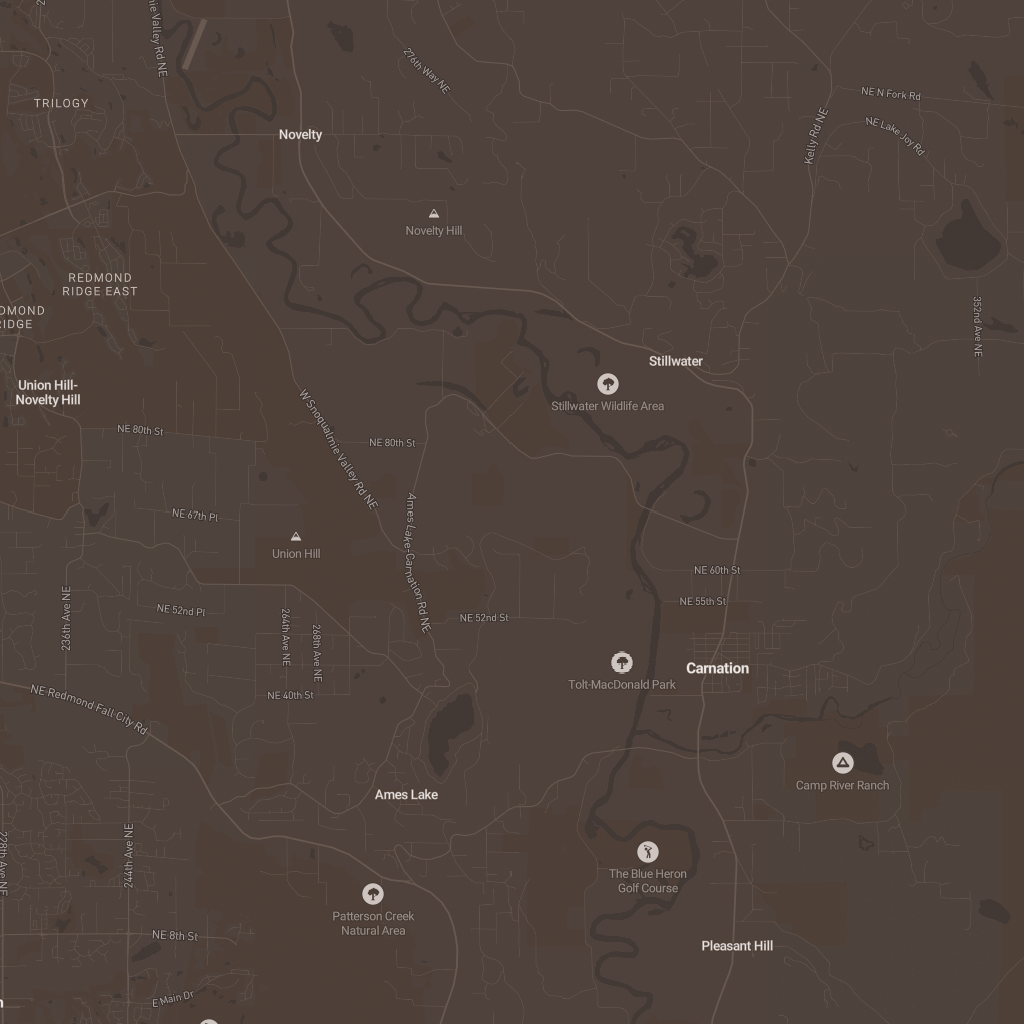 W Snoqualmie Valley Rd NE
276th Way NE
TRILOGY
NE N Fork Rd
Kelly Rd NE
NE Lake Joy Rd
Novelty
Novelty Hill
REDMOND
RIDGE EAST
352nd Ave NE
Stillwater
Union Hill-
Novelty Hill
Stillwater Wildlife Area
NE 80th St
NE 80th St
W Snoqualmie Valley Rd NE
NE 67th Pl
Ames Lake-Carnation Rd NE
Union Hill
NE 60th St
NE 55th St
236th Ave NE
NE 52nd Pl
264th Ave NE
268th Ave NE
NE 52nd St
Carnation
Tolt-MacDonald Park
NE 40th St
NE Redmond Fall City Rd
Camp River Ranch
Ames Lake
228th Ave NE
244th Ave NE
The Blue Heron
Golf Course
Patterson Creek
Natural Area
NE 8th St
Pleasant Hill
E Main Dr